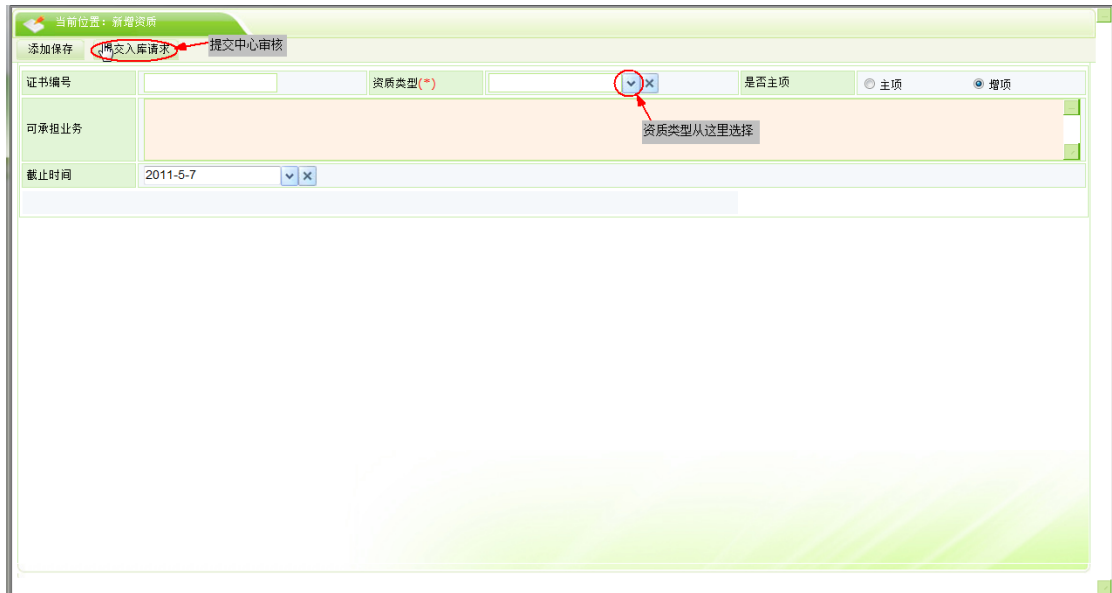 当前位置：新增资质
添加保存 提交入库请求 提交中心审核
证书编号 资质类型(*) 是否主项 主项 增项
可承担业务 资质类型从这里选择
截止时间 2011-5-7